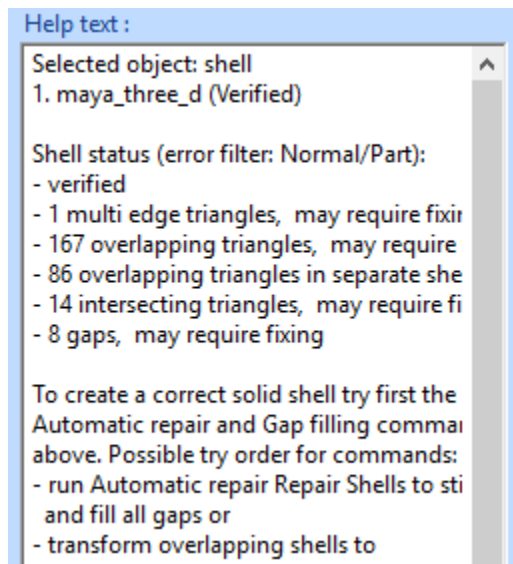 Help text :
Selected object: shell
1. maya_three_d (Verified)
Shell status (error filter: Normal/Part):
- verified
- 1 multi edge triangles,  may require fixin
- 167 overlapping triangles,  may require
- 86 overlapping triangles in separate she
- 14 intersecting triangles,  may require fi
- 8 gaps,  may require fixing
To create a correct solid shell try first the
Automatic repair and Gap filling comman
above. Possible try order for commands:
- run Automatic repair Repair Shells to sti
and fill all gaps or
- transform overlapping shells to